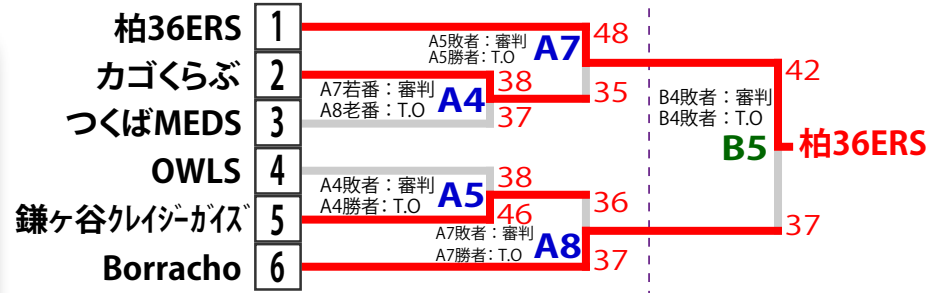 柏36ERS 1
カゴくらぶ 2
つくばMEDS 3
OWLS 4
鎌ヶ谷クレイジーガイズ 5
Borracho 6
A5敗者：審判
A5勝者：T.O
A7
48
35
A7若番：審判
A8老番：T.O
A4
38
37
A4敗者：審判
A4勝者：T.O
A5
38
46
A7敗者：審判
A7勝者：T.O
A8
36
37
B4敗者：審判
B4敗者：T.O
B5
42
37
柏36ERS